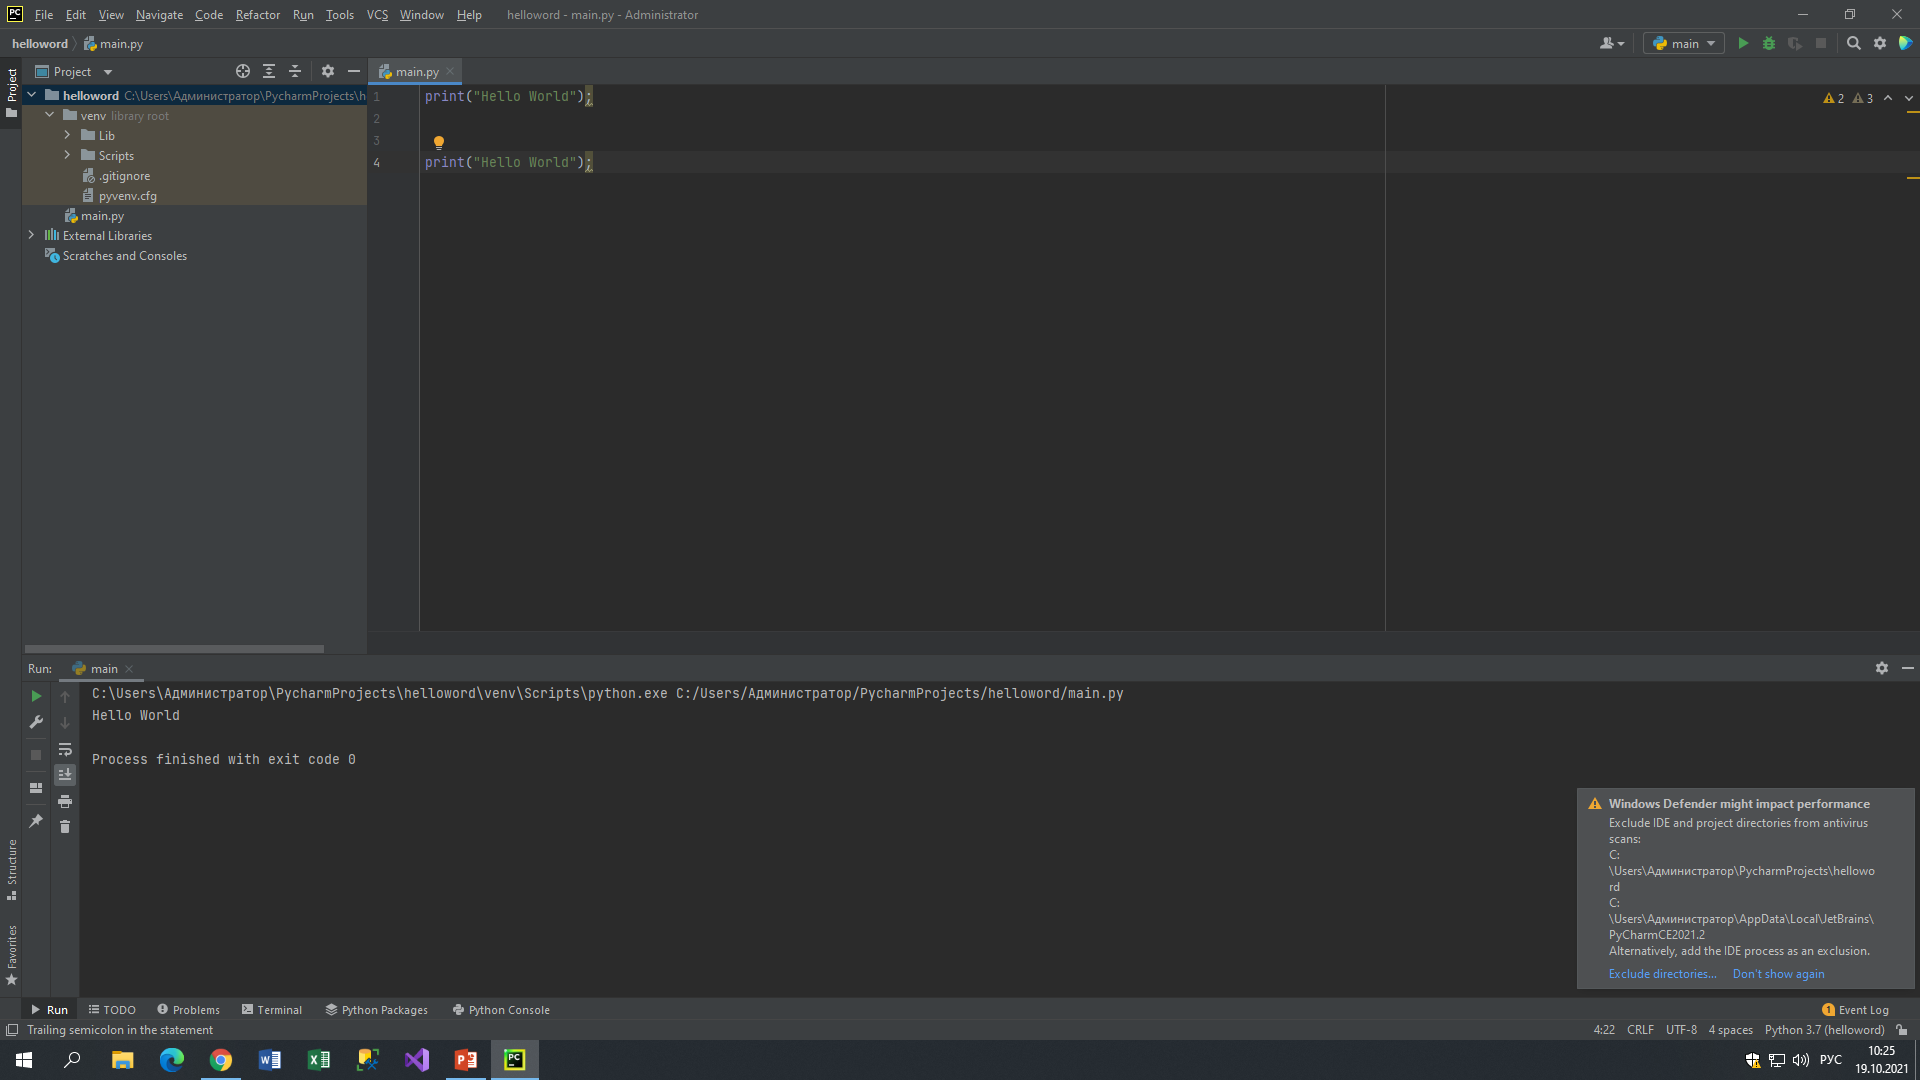 File Edit View Navigate Code Refactor Run Tools VCS Window Help helloword - main.py - Administrator
helloword main.py
main
Project
Project
main.py
helloword C:\Users\Администратор\PycharmProjects\h
venv library root
Lib
Scripts
.gitignore
pyvenv.cfg
main.py
External Libraries
Scratches and Consoles
1 print("Hello World");
2
3
4 print("Hello World");
2 3
Run: main
C:\Users\Администратор\PycharmProjects\helloword\venv\Scripts\python.exe C:/Users/Администратор/PycharmProjects/helloword/main.py
Hello World
Process finished with exit code 0
Structure
Favorites
Windows Defender might impact performance
Exclude IDE and project directories from antivirus
scans:
C:
\Users\Администратор\PycharmProjects\hellowo
rd
C:
\Users\Администратор\AppData\Local\JetBrains\
PyCharmCE2021.2
Alternatively, add the IDE process as an exclusion.
Exclude directories... Don't show again
Run TODO Problems Terminal Python Packages Python Console 1 Event Log
Trailing semicolon in the statement 4:22 CRLF UTF-8 4 spaces Python 3.7 (helloword)
РУС
10:25
19.10.2021